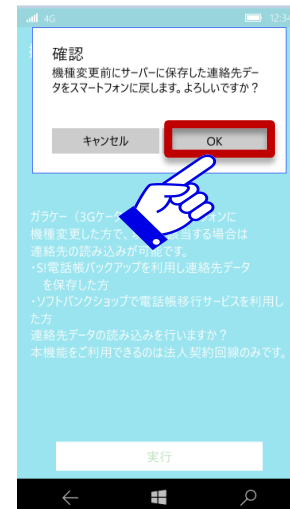 4G 12:34
確認
機種変更前にサーバーに保存した連絡先デー
タをスマートフォンに戻します。よろしいですか？
キャンセル OK
ガラケー（3Gケータ
機種変更した方で、
連絡先の読み込みが可能です。
・S!電話帳バックアップを利用し連絡先データ
を保存した方
・ソフトバンクショップで電話帳移行サービスを利用し
た方
連絡先データの読み込みを行いますか？
本機能をご利用できるのは法人契約回線のみです。
実行